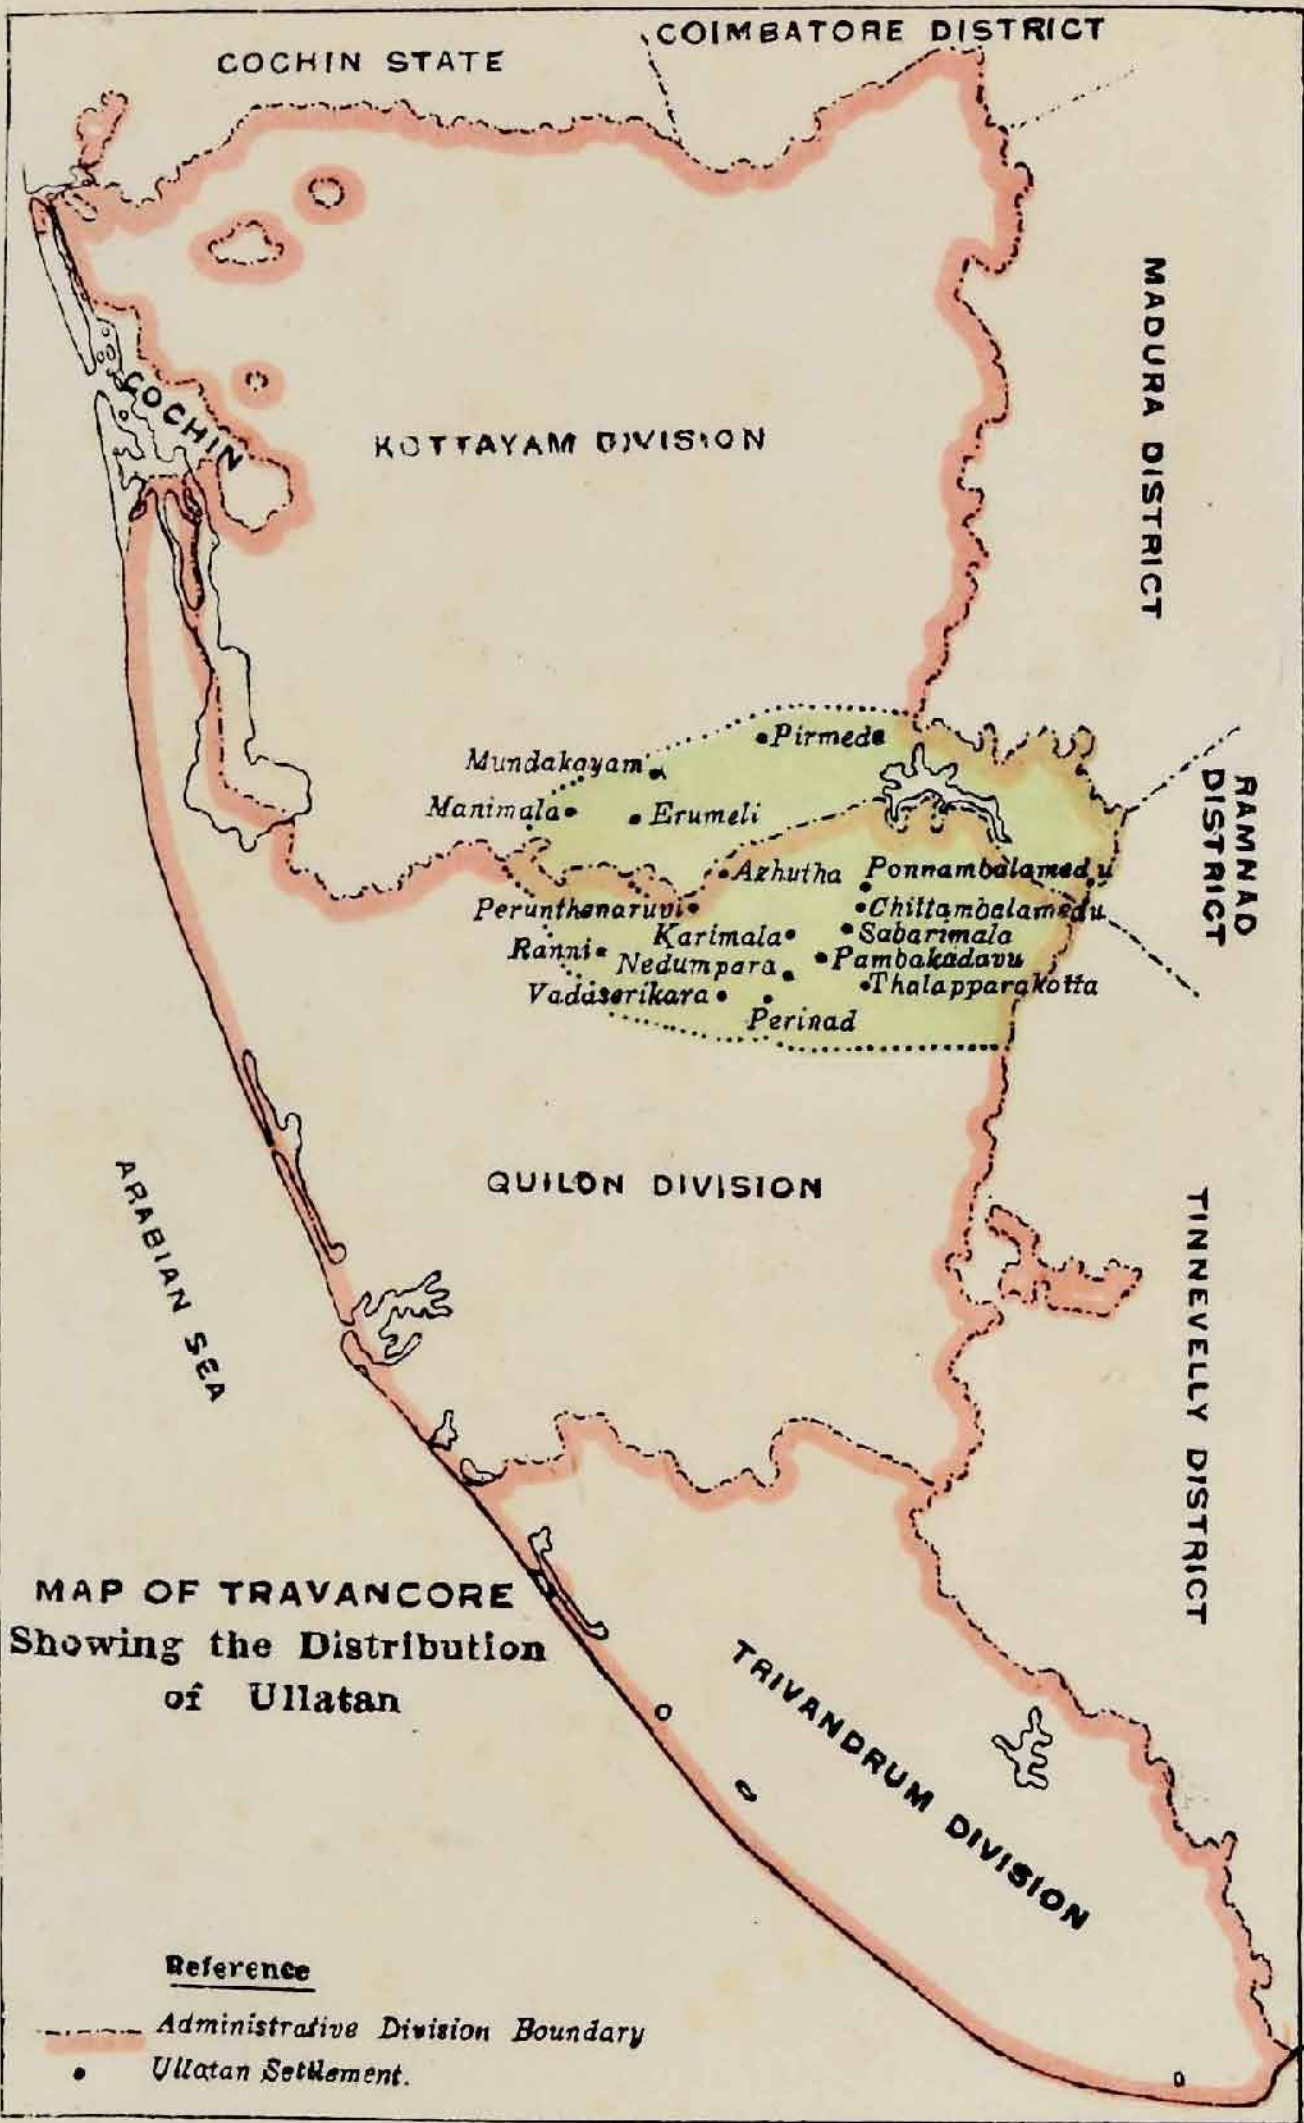 COCHIN STATE
COIMBATORE DISTRICT
MADURA DISTRICT
COCHIN
KOTTAYAM DIVISION
Pirmede
Mundakayam
Manimala
Erumeli
RAMNAD
DISTRICT
Azhutha
Ponnambalamedu
Perunthenaruvi
Chittambalamedu
Karimala
Sabarimala
Ranni
Nedumpara
Pambakadavu
Vadaserikara
Thalapparakotta
Perinad
QUILON DIVISION
ARABIAN SEA
TINNEVELLY DISTRICT
MAP OF TRAVANCORE
Showing the Distribution
of Ullatan
TRIVANDRUM DIVISION
Reference
Administrative Division Boundary
Ullatan Settlement.